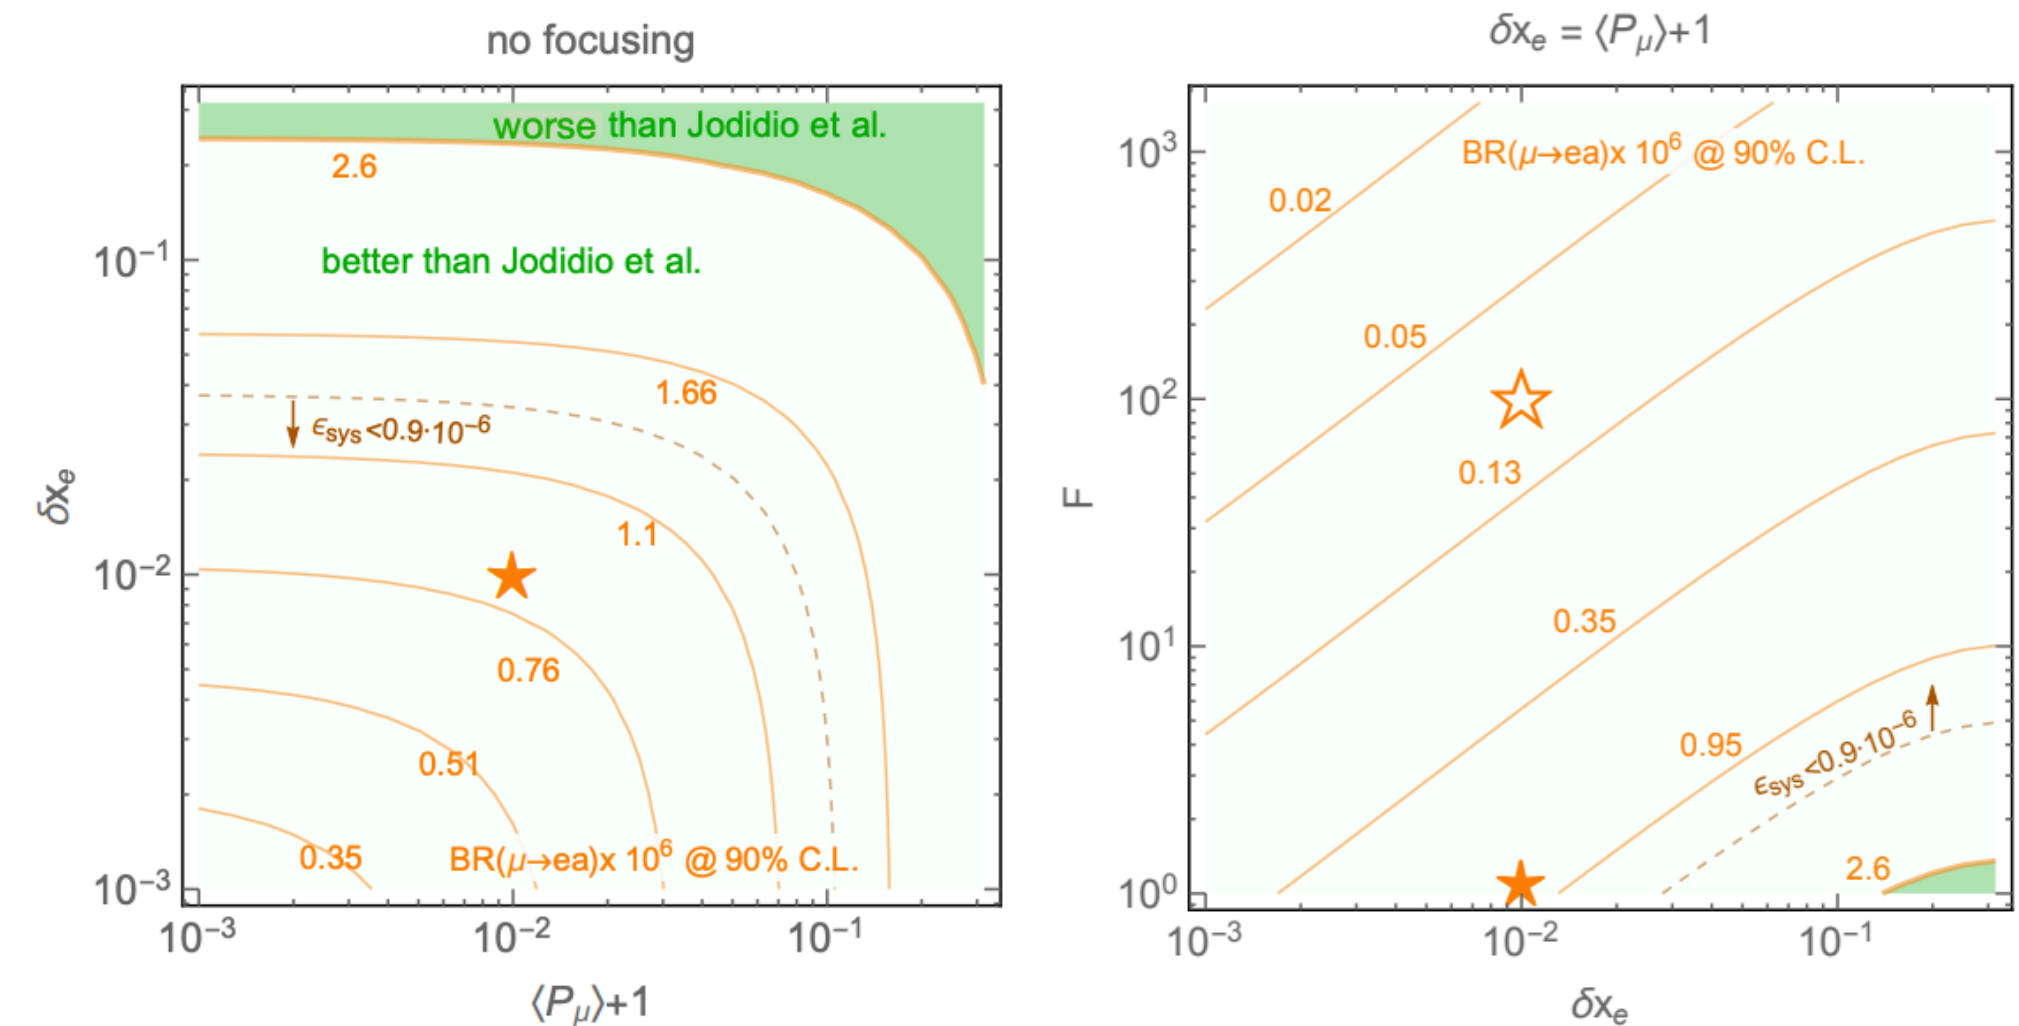 no focusing
worse than Jodidio et al.
2.6
better than Jodidio et al.
1.66
ϵsys<0.9·10⁻⁶
1.1
0.76
0.51
0.35
BR(μ→ea)x 10⁶ @ 90% C.L.
10⁻¹
10⁻²
10⁻³
δxₑ
10⁻³
10⁻²
10⁻¹
⟨Pμ⟩+1
δxₑ = ⟨Pμ⟩+1
BR(μ→ea)x 10⁶ @ 90% C.L.
0.02
0.05
0.13
0.35
0.95
ϵsys<0.9·10⁻⁶
2.6
10³
10²
10¹
10⁰
F
10⁻³
10⁻²
10⁻¹
δxₑ